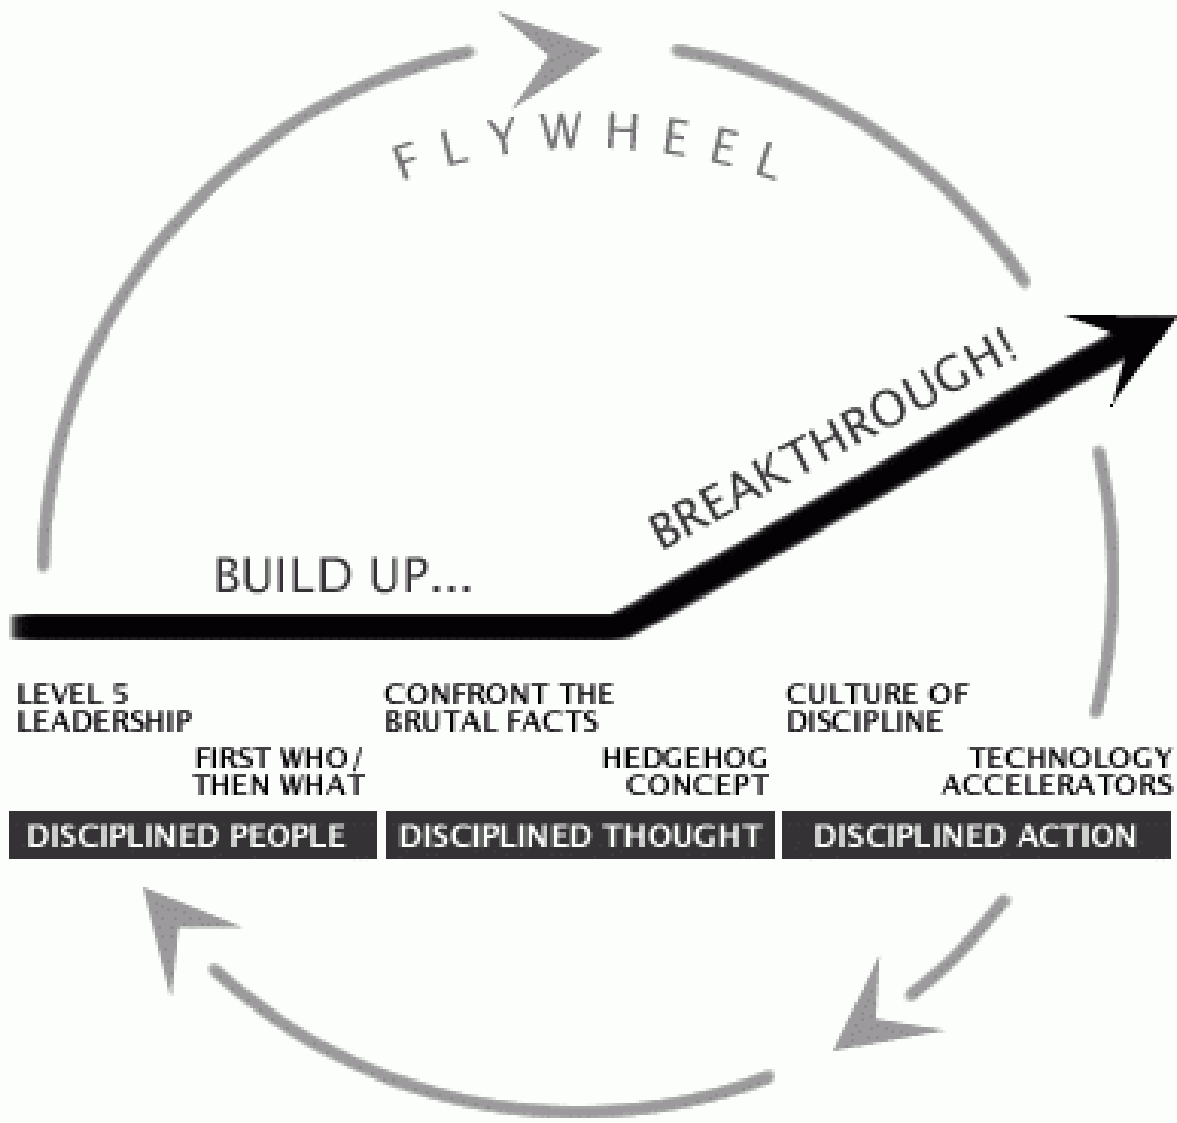 FLYWHEEL
BREAKTHROUGH!
BUILD UP...
LEVEL 5
LEADERSHIP
FIRST WHO/
THEN WHAT
CONFRONT THE
BRUTAL FACTS
HEDGEHOG
CONCEPT
CULTURE OF
DISCIPLINE
TECHNOLOGY
ACCELERATORS
DISCIPLINED PEOPLE
DISCIPLINED THOUGHT
DISCIPLINED ACTION